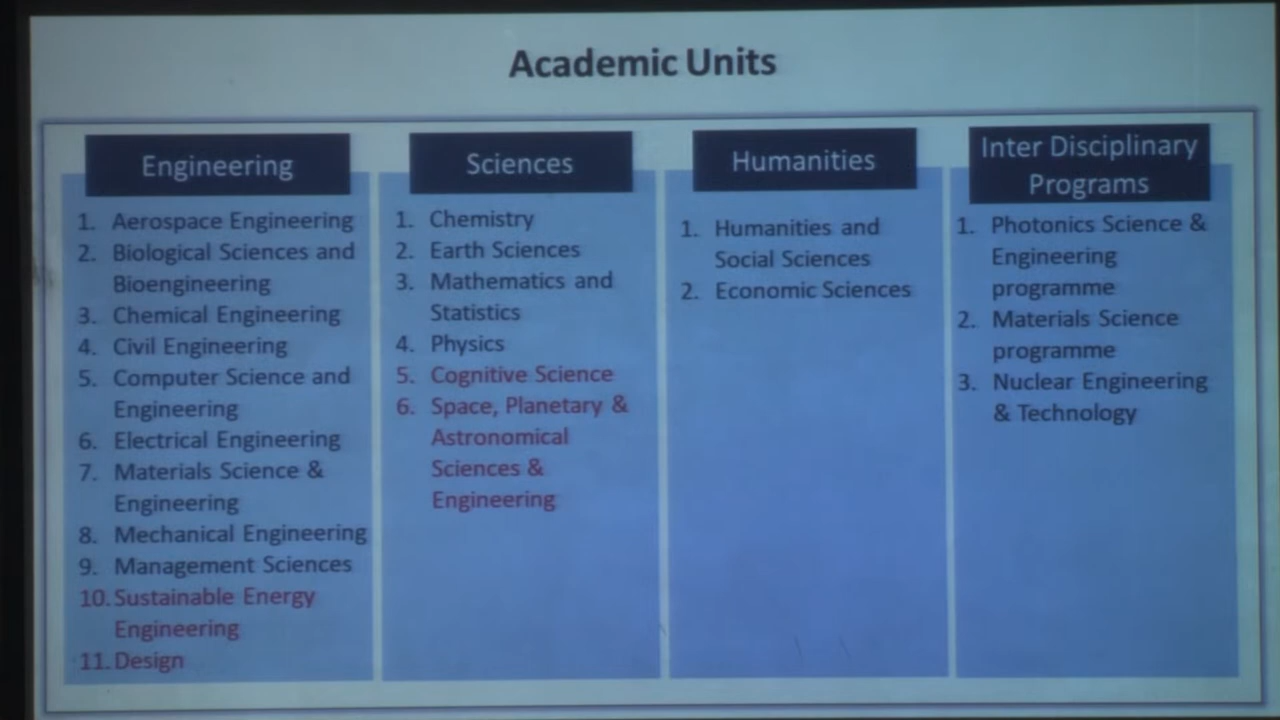 Academic Units
Engineering
1. Aerospace Engineering
2. Biological Sciences and
Bioengineering
3. Chemical Engineering
4. Civil Engineering
5. Computer Science and
Engineering
6. Electrical Engineering
7. Materials Science &
Engineering
8. Mechanical Engineering
9. Management Sciences
10. Sustainable Energy
Engineering
11. Design
Sciences
1. Chemistry
2. Earth Sciences
3. Mathematics and
Statistics
4. Physics
5. Cognitive Science
6. Space, Planetary &
Astronomical
Sciences &
Engineering
Humanities
1. Humanities and
Social Sciences
2. Economic Sciences
Inter Disciplinary
Programs
1. Photonics Science &
Engineering
programme
2. Materials Science
programme
3. Nuclear Engineering
& Technology